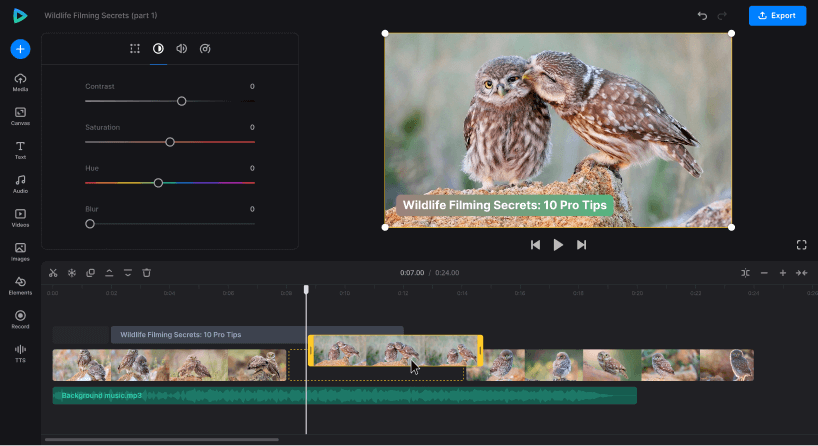 Wildlife Filming Secrets (part 1)
Export
Media
Canvas
Text
Audio
Videos
Images
Elements
Record
TTS
Contrast 0
Saturation 0
Hue 0
Blur 0
Wildlife Filming Secrets: 10 Pro Tips
0:07.00 / 0:24.00
0:00 0:02 0:04 0:06 0:08 0:10 0:12 0:14 0:16 0:18 0:20 0:22 0:24
Wildlife Filming Secrets: 10 Pro Tips
Background music.mp3